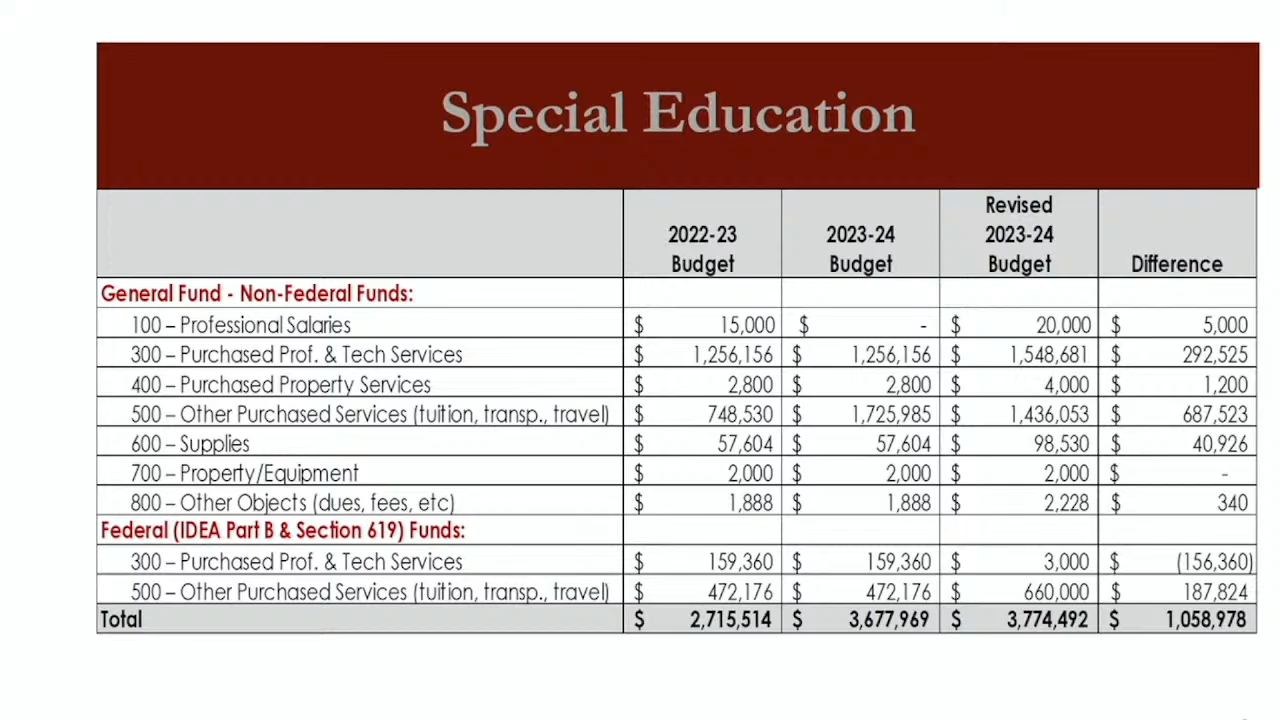 Special Education
2022-23 Budget 2023-24 Budget Revised 2023-24 Budget Difference
General Fund - Non-Federal Funds:
100 – Professional Salaries $ 15,000 $ - $ 20,000 $ 5,000
300 – Purchased Prof. & Tech Services $ 1,256,156 $ 1,256,156 $ 1,548,681 $ 292,525
400 – Purchased Property Services $ 2,800 $ 2,800 $ 4,000 $ 1,200
500 – Other Purchased Services (tuition, transp., travel) $ 748,530 $ 1,725,985 $ 1,436,053 $ 687,523
600 – Supplies $ 57,604 $ 57,604 $ 98,530 $ 40,926
700 – Property/Equipment $ 2,000 $ 2,000 $ 2,000 $ -
800 – Other Objects (dues, fees, etc) $ 1,888 $ 1,888 $ 2,228 $ 340
Federal (IDEA Part B & Section 619) Funds:
300 – Purchased Prof. & Tech Services $ 159,360 $ 159,360 $ 3,000 $ (156,360)
500 – Other Purchased Services (tuition, transp., travel) $ 472,176 $ 472,176 $ 660,000 $ 187,824
Total $ 2,715,514 $ 3,677,969 $ 3,774,492 $ 1,058,978